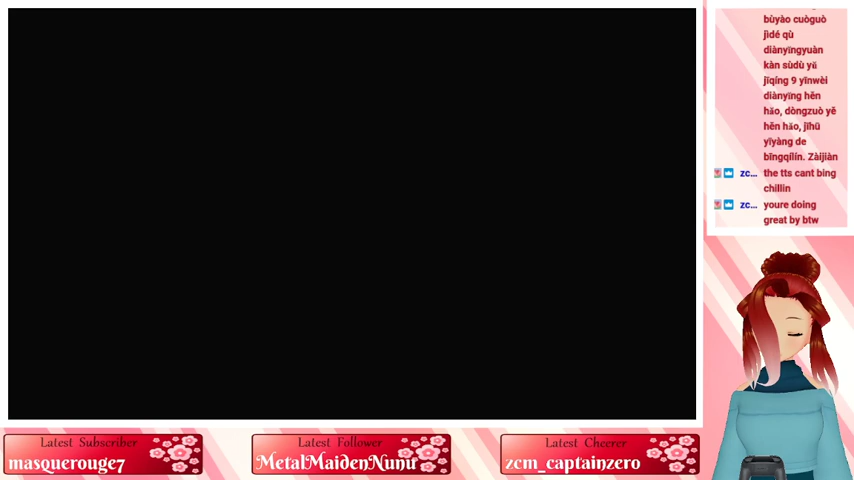 bùyào cuòguò
jìdé qù
diànyǐngyuàn
kàn sùdù yǔ
jīqíng 9 yīnwèi
diànyǐng hěn
hǎo, dòngzuò yě
hěn hǎo, jīhū
yīyàng de
bīngqílín. Zàijiàn
zc... the tts cant bing
chillin
zc... youre doing
great by btw
Latest Subscriber
masquerouge7
Latest Follower
MetalMaidenNunu
Latest Cheerer
zcm_captainzero